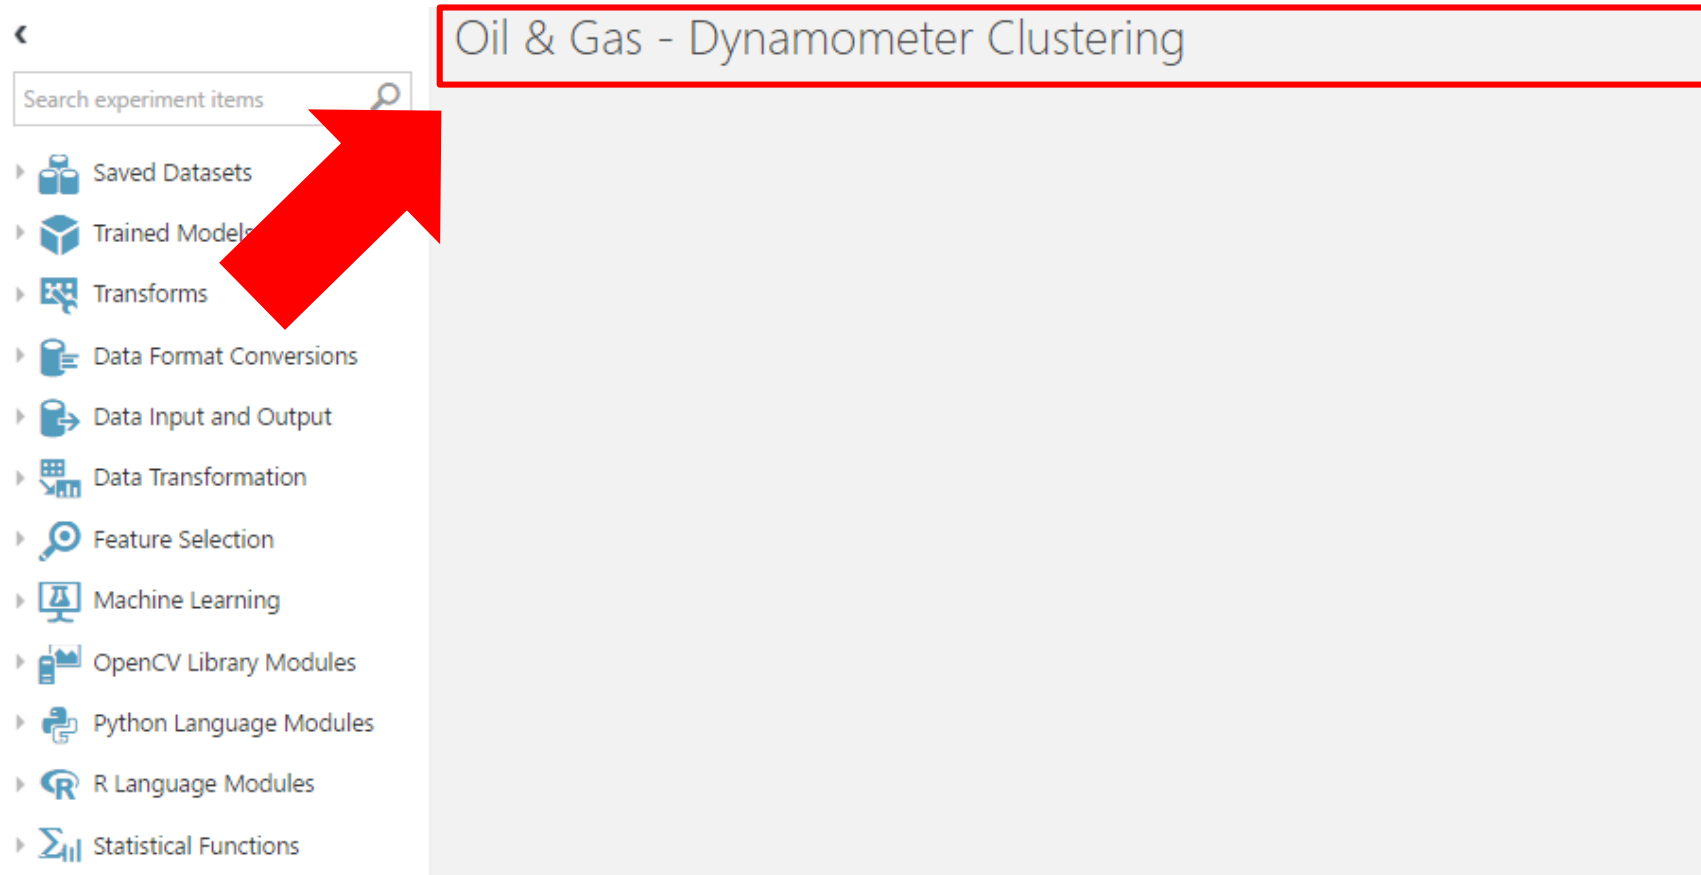 Oil & Gas - Dynamometer Clustering
Search experiment items
Saved Datasets
Trained Models
Transforms
Data Format Conversions
Data Input and Output
Data Transformation
Feature Selection
Machine Learning
OpenCV Library Modules
Python Language Modules
R Language Modules
Statistical Functions